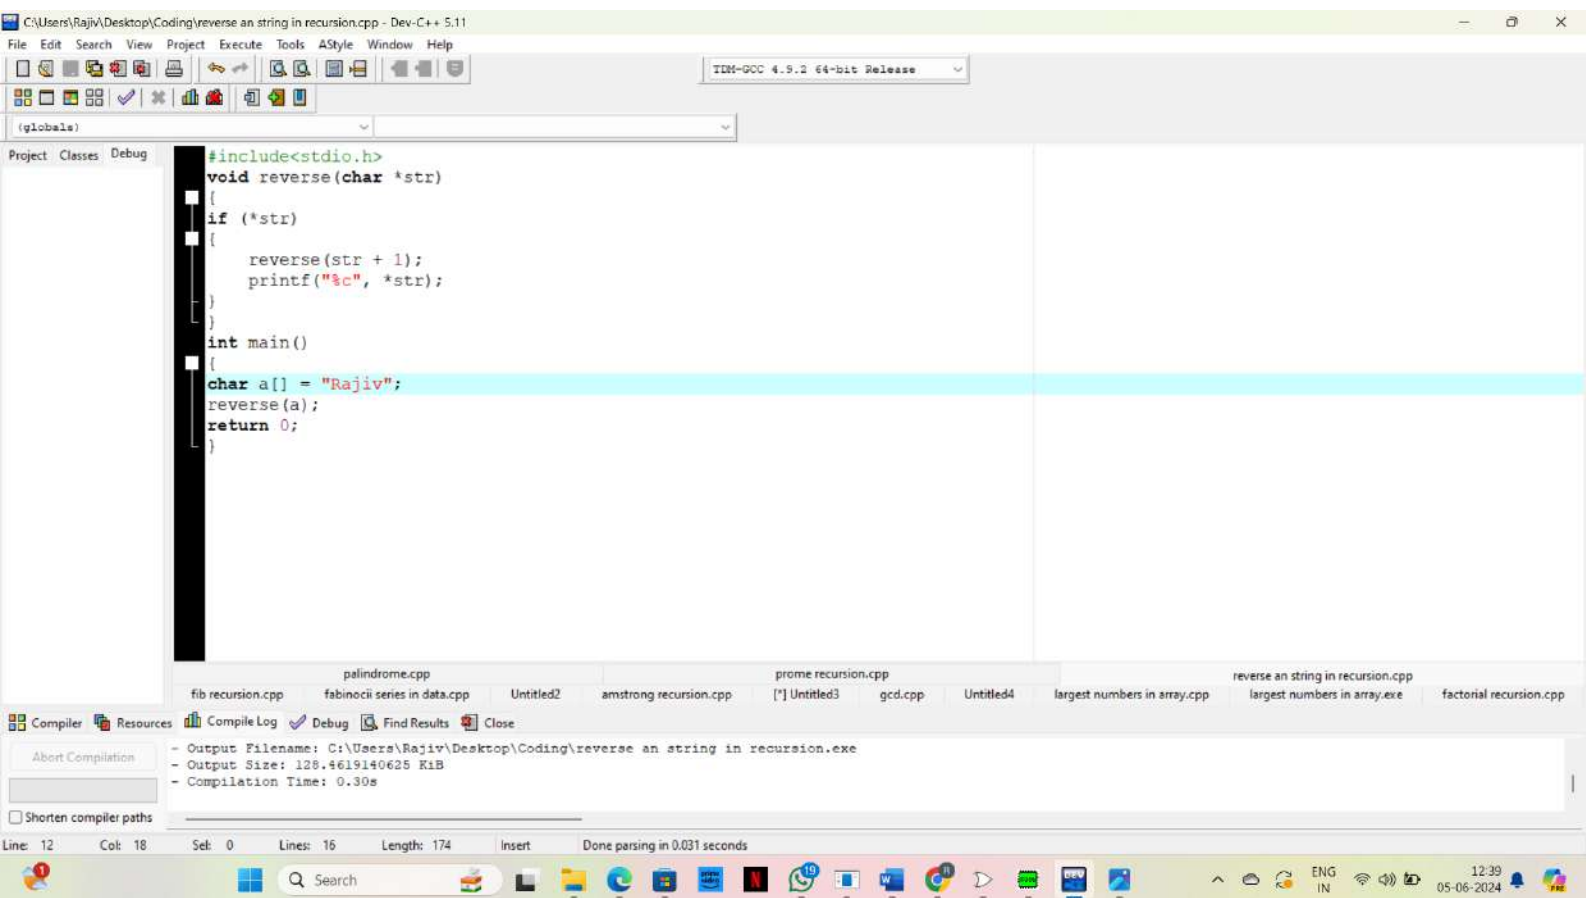 C:\Users\Rajiv\Desktop\Coding\reverse an string in recursion.cpp - Dev-C++ 5.11
File Edit Search View Project Execute Tools AStyle Window Help
TDM-GCC 4.9.2 64-bit Release
(globals)
Project Classes Debug
#include<stdio.h>
void reverse(char *str)
{
if (*str)
{
reverse(str + 1);
printf("%c", *str);
}
}
int main()
{
char a[] = "Rajiv";
reverse(a);
return 0;
}
palindrome.cpp prome recursion.cpp reverse an string in recursion.cpp
fib recursion.cpp fabinocii series in data.cpp Untitled2 amstrong recursion.cpp [*] Untitled3 gcd.cpp Untitled4 largest numbers in array.cpp largest numbers in array.exe factorial recursion.cpp
Compiler Resources Compile Log Debug Find Results Close
Abort Compilation
- Output Filename: C:\Users\Rajiv\Desktop\Coding\reverse an string in recursion.exe
- Output Size: 128.4619140625 KiB
- Compilation Time: 0.30s
Shorten compiler paths
Line: 12 Col: 18 Sel: 0 Lines: 16 Length: 174 Insert Done parsing in 0.031 seconds
1
Search
prime video
N
19
W
R
DEV
ENG
IN
12:39
05-06-2024
PRE